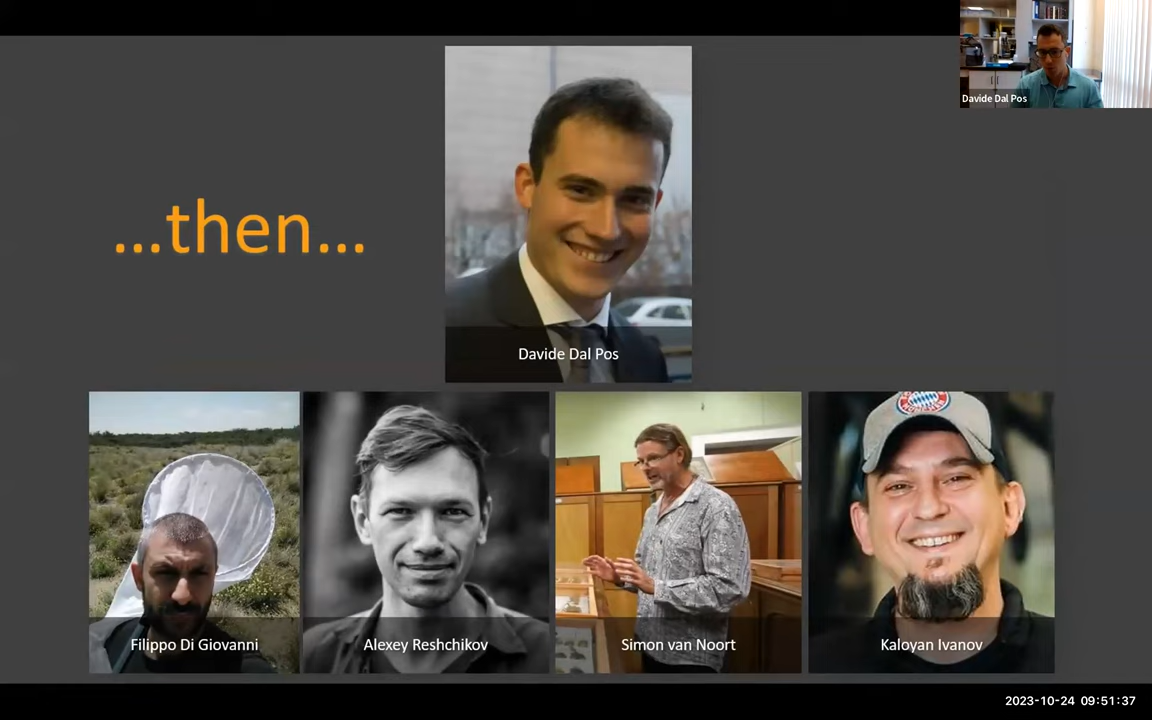 Davide Dal Pos
...then...
Davide Dal Pos
Filippo Di Giovanni
Alexey Reshchikov
Simon van Noort
Kaloyan Ivanov
2023-10-24 09:51:37